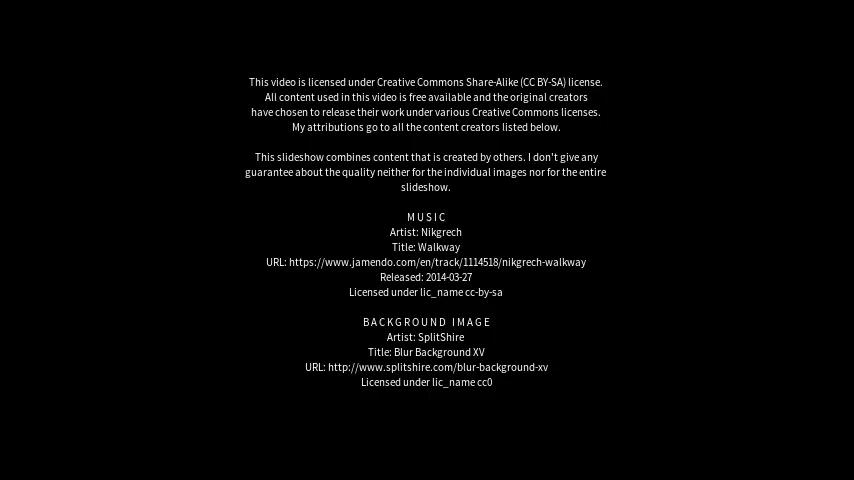 This video is licensed under Creative Commons Share-Alike (CC BY-SA) license.
All content used in this video is free available and the original creators
have chosen to release their work under various Creative Commons licenses.
My attributions go to all the content creators listed below.
This slideshow combines content that is created by others. I don't give any
guarantee about the quality neither for the individual images nor for the entire
slideshow.
MUSIC
Artist: Nikgrech
Title: Walkway
URL: https://www.jamendo.com/en/track/1114518/nikgrech-walkway
Released: 2014-03-27
Licensed under lic_name cc-by-sa
BACKGROUND IMAGE
Artist: SplitShire
Title: Blur Background XV
URL: http://www.splitshire.com/blur-background-xv
Licensed under lic_name cc0